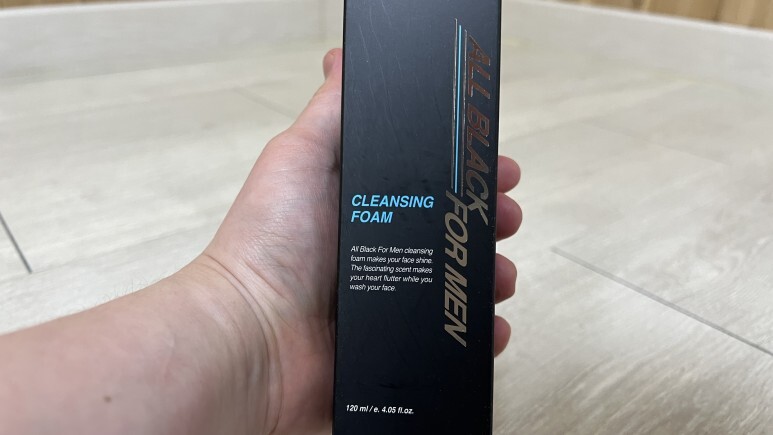 ALL BLACK
FOR MEN
CLEANSING
FOAM
All Black For Men cleansing
foam makes your face shine.
The fascinating scent makes
your heart flutter while you
wash your face.
120 ml / e. 4.05 fl.oz.